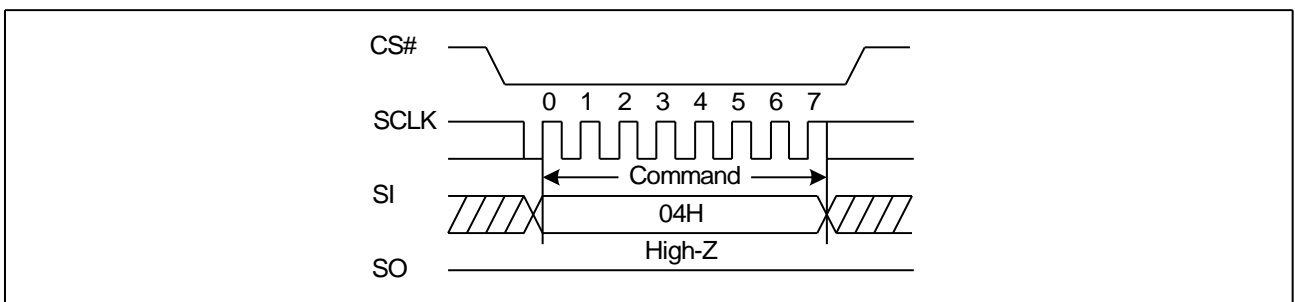 CS#
0 1 2 3 4 5 6 7
SCLK
Command
SI
04H
High-Z
SO